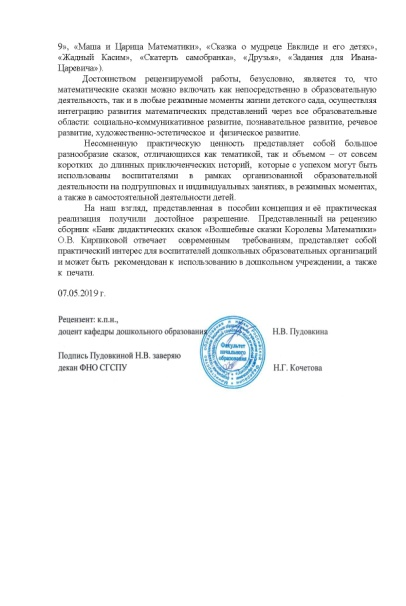 9», «Маша и Царица Математики», «Сказка о мудреце Евклиде и его детях»,
«Жадный Касим», «Скатерть самобранка», «Друзья», «Задания для Ивана-
Царевича»).
Достоинством рецензируемой работы, безусловно, является то, что
математические сказки можно включать как непосредственно в образовательную
деятельность, так и в любые режимные моменты жизни детского сада, осуществляя
интеграцию развития математических представлений через все образовательные
области: социально-коммуникативное развитие, познавательное развитие, речевое
развитие, художественно-эстетическое и физическое развитие.
Несомненную практическую ценность представляет собой большое
разнообразие сказок, отличающихся как тематикой, так и объемом – от совсем
коротких до длинных приключенческих историй, которые с успехом могут быть
использованы воспитателями в рамках организованной образовательной
деятельности на подгрупповых и индивидуальных занятиях, в режимных моментах,
а также в самостоятельной деятельности детей.
На наш взгляд, представленная в пособии концепция и её практическая
реализация получили достойное разрешение. Представленный на рецензию
сборник «Банк дидактических сказок «Волшебные сказки Королевы Математики»
О.В. Кирпиковой отвечает современным требованиям, представляет собой
практический интерес для воспитателей дошкольных образовательных организаций
и может быть рекомендован к использованию в дошкольном учреждении, а также
к печати.
07.05.2019 г.
Рецензент: к.п.н.,
доцент кафедры дошкольного образования Н.В. Пудовкина
Подпись Пудовкиной Н.В. заверяю
декан ФНО СГСПУ Н.Г. Кочетова
Факультет
начального
образования